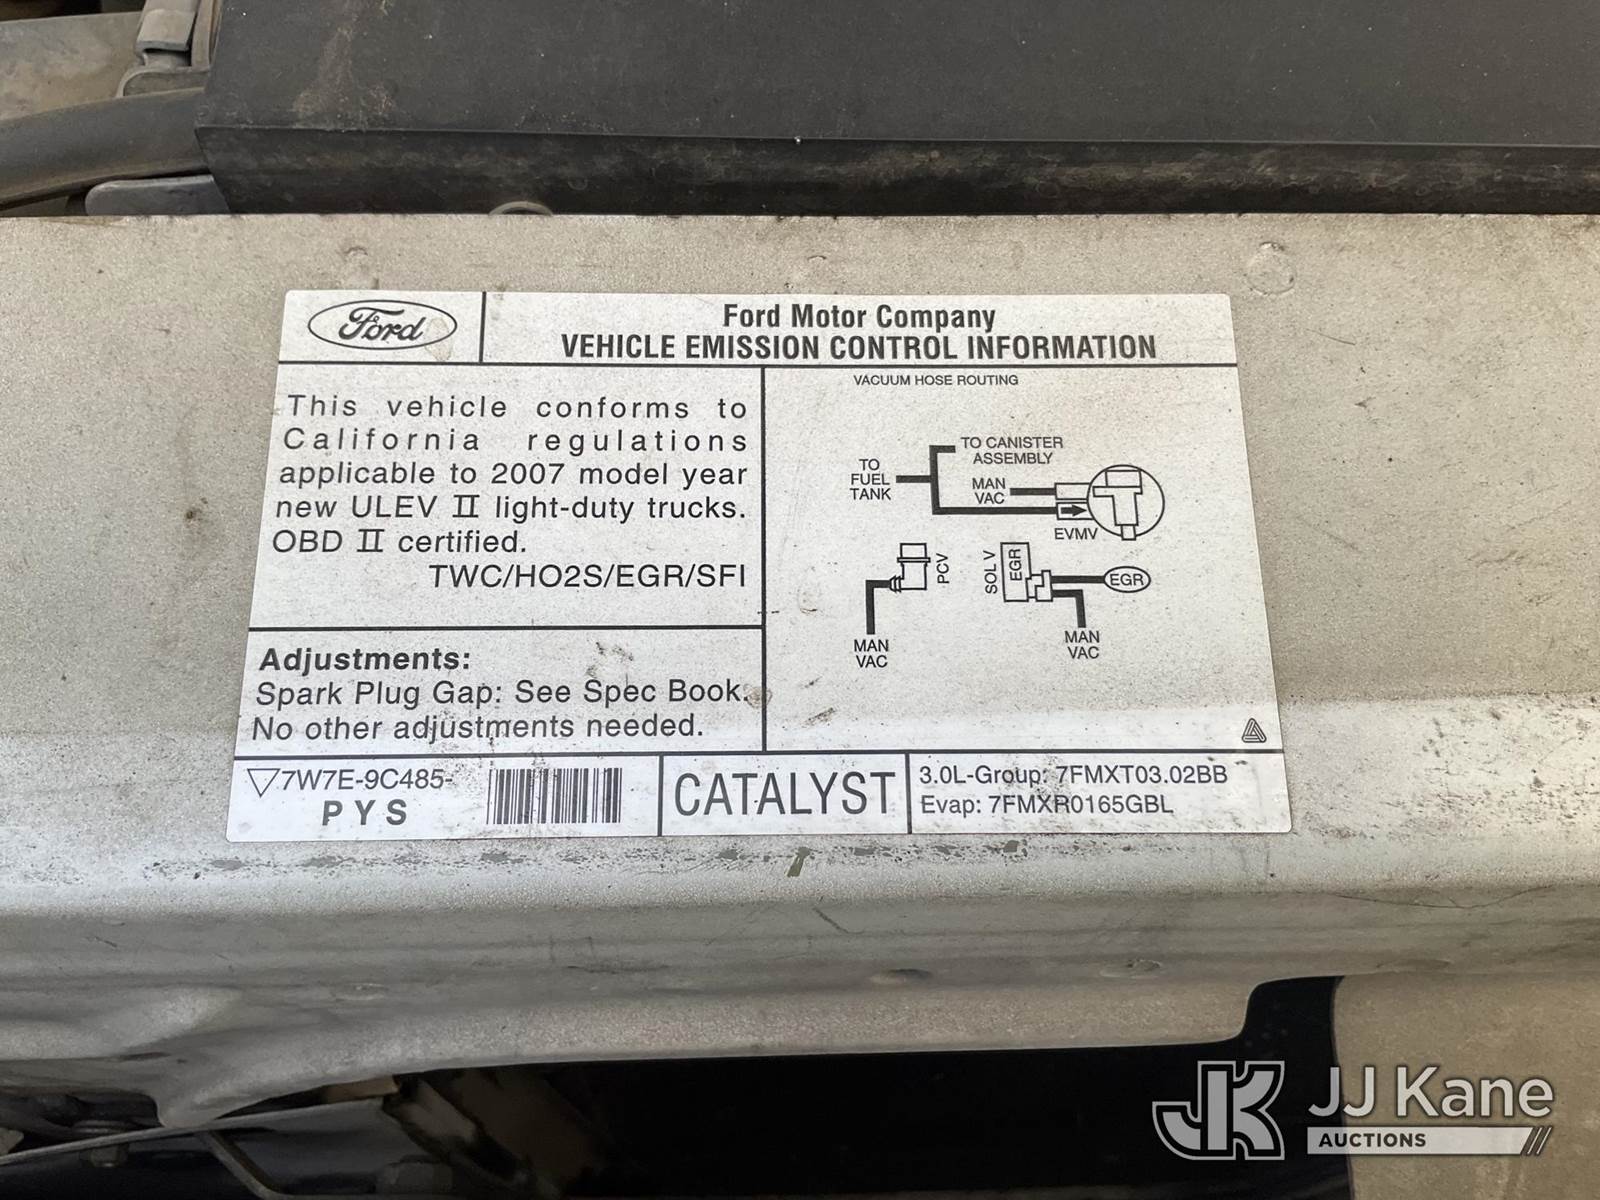 Ford
Ford Motor Company
VEHICLE EMISSION CONTROL INFORMATION
This vehicle conforms to
California regulations
applicable to 2007 model year
new ULEV II light-duty trucks.
OBD II certified.
TWC/HO2S/EGR/SFI
Adjustments:
Spark Plug Gap: See Spec Book.
No other adjustments needed.
VACUUM HOSE ROUTING
TO CANISTER
ASSEMBLY
TO
FUEL
TANK
MAN
VAC
EVMV
PCV
MAN
VAC
SOL V
EGR
EGR
MAN
VAC
7W7E-9C485-
PYS
CATALYST
3.0L-Group: 7FMXT03.02BB
Evap: 7FMXR0165GBL
JK
JJ Kane
AUCTIONS